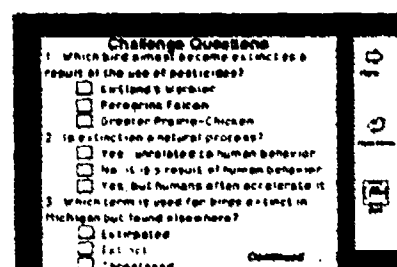 Challenge Questions
1 Which bird almost became extinct as a
result of the use of pesticides?
Kirtland's Warbler
Peregrine Falcon
Greater Prairie-Chicken
2 Is extinction a natural process?
Yes unrelated to human behavior
No it is a result of human behavior
Yes, but humans often accelerate it
3 Which term is used for birds extinct in
Michigan but found elsewhere?
Extirpated
Extinct
Threatened
Continued